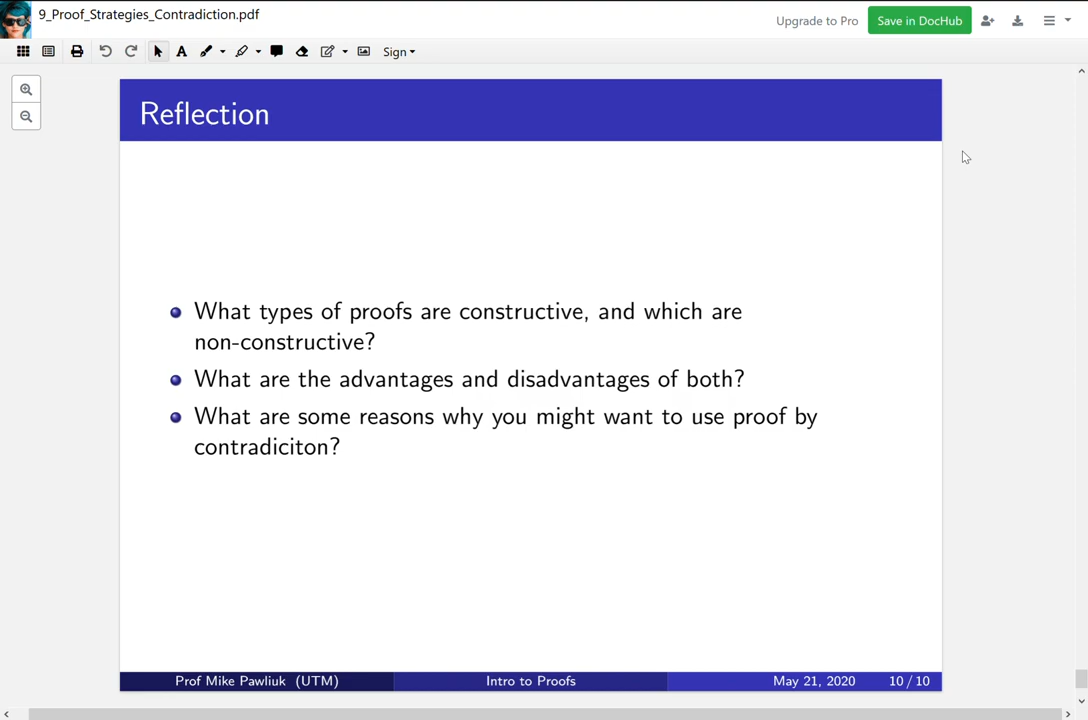 9_Proof_Strategies_Contradiction.pdf
Upgrade to Pro
Save in DocHub
A
Sign
Reflection
What types of proofs are constructive, and which are
non-constructive?
What are the advantages and disadvantages of both?
What are some reasons why you might want to use proof by
contradiciton?
Prof Mike Pawliuk (UTM) Intro to Proofs May 21, 2020 10 / 10